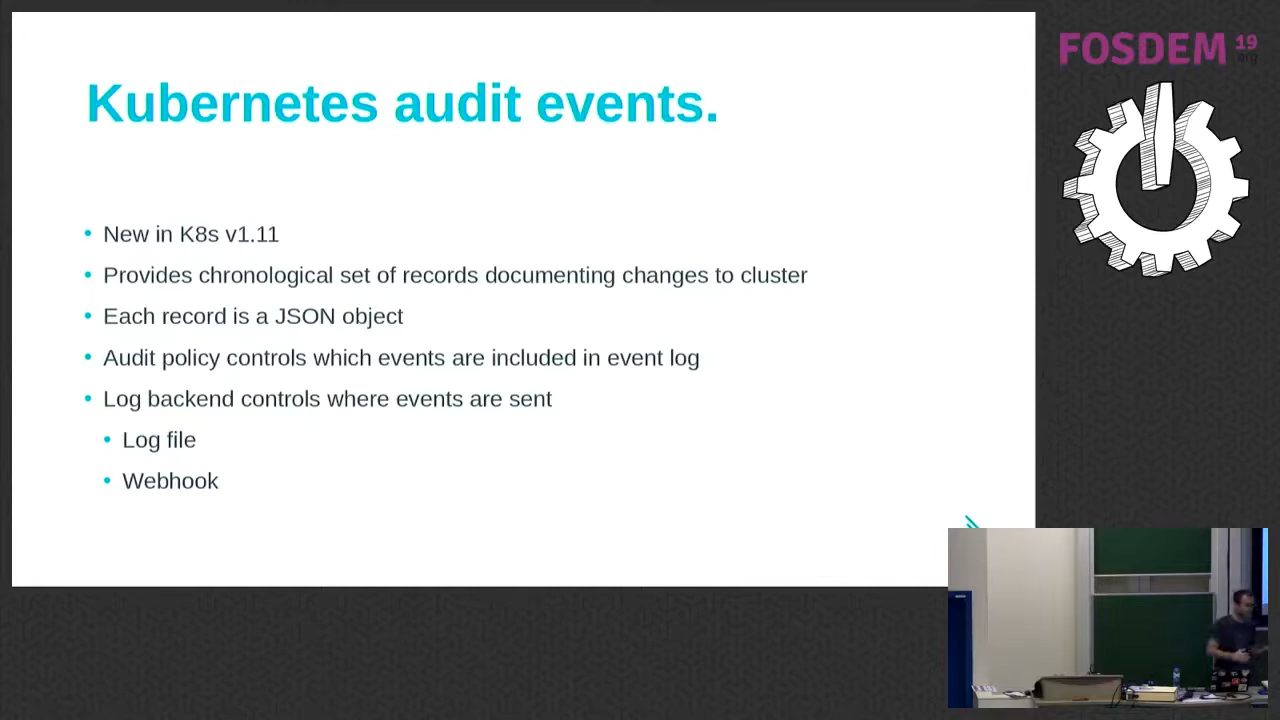 Kubernetes audit events.
• New in K8s v1.11
• Provides chronological set of records documenting changes to cluster
• Each record is a JSON object
• Audit policy controls which events are included in event log
• Log backend controls where events are sent
• Log file
• Webhook
FOSDEM 19
.org